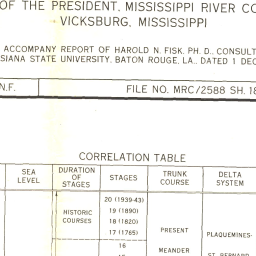 OF THE PRESIDENT, MISSISSIPPI RIVER CO
VICKSBURG, MISSISSIPPI
ACCOMPANY REPORT OF HAROLD N. FISK, PH. D., CONSULT
SIANA STATE UNIVERSITY, BATON ROUGE, LA., DATED 1 DEC
N.F.
FILE NO. MRC/2588 SH. 18
CORRELATION TABLE
SEA LEVEL
DURATION OF STAGES
STAGES
TRUNK COURSE
DELTA SYSTEM
HISTORIC COURSES
20 (1939-43)
19 (1890)
18 (1820)
17 (1765)
16
PRESENT
MEANDER
PLAQUEMINES-
ST. BERNARD